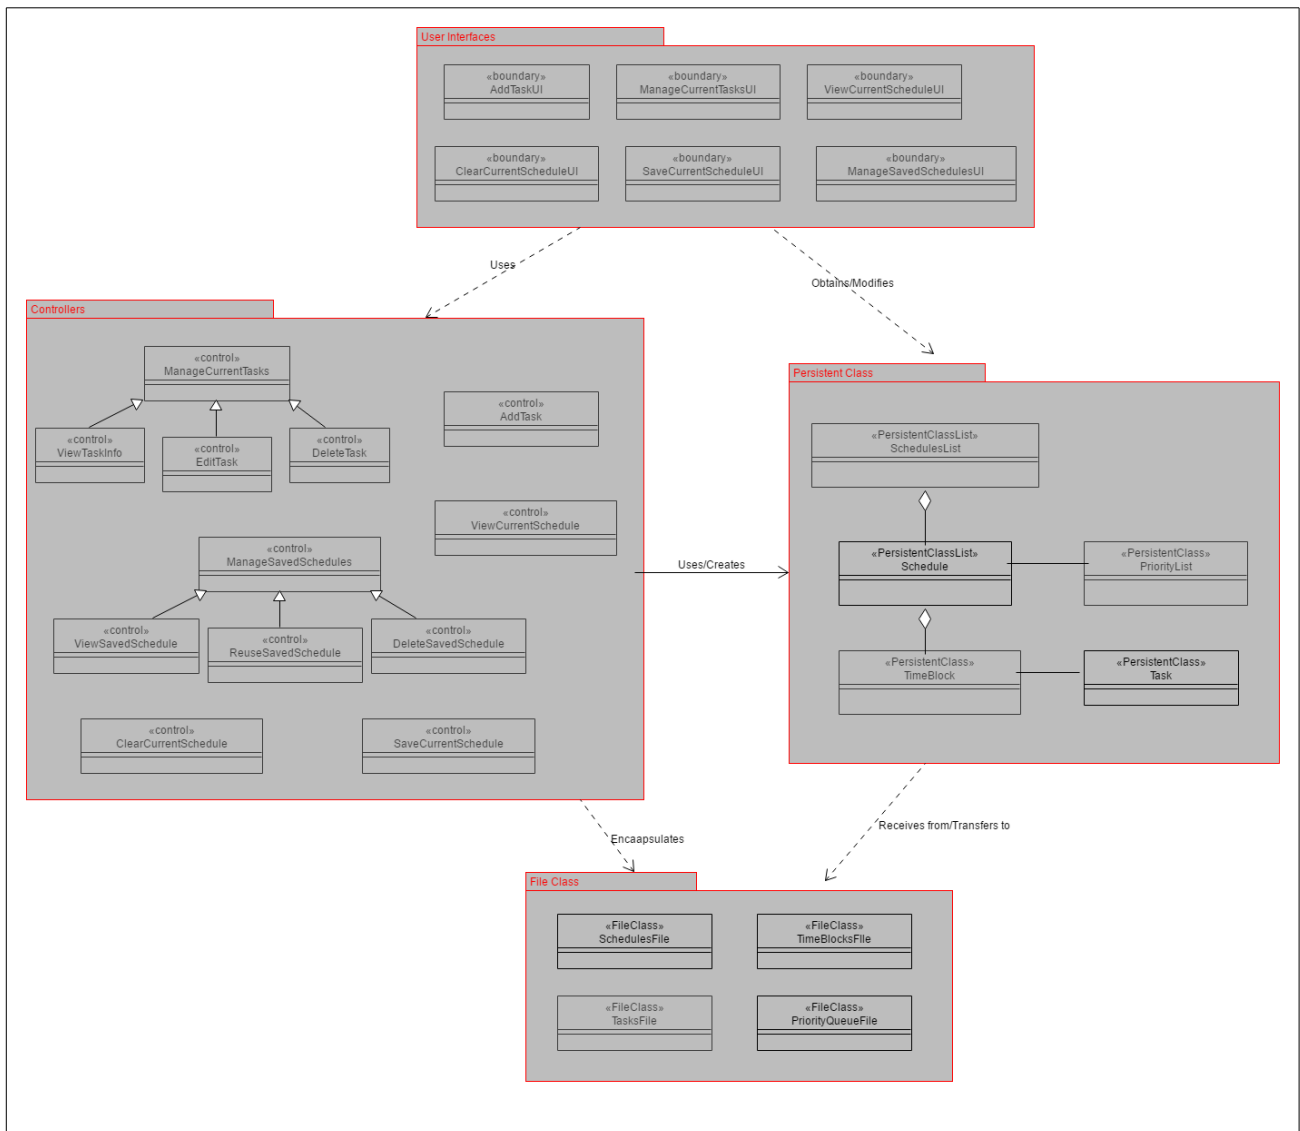 User Interfaces
«boundary»
AddTaskUI
«boundary»
ManageCurrentTasksUI
«boundary»
ViewCurrentScheduleUI
«boundary»
ClearCurrentScheduleUI
«boundary»
SaveCurrentScheduleUI
«boundary»
ManageSavedSchedulesUI
Uses
Obtains/Modifies
Controllers
«control»
ManageCurrentTasks
«control»
ViewTaskInfo
«control»
EditTask
«control»
DeleteTask
«control»
AddTask
«control»
ViewCurrentSchedule
«control»
ManageSavedSchedules
«control»
ViewSavedSchedule
«control»
ReuseSavedSchedule
«control»
DeleteSavedSchedule
«control»
ClearCurrentSchedule
«control»
SaveCurrentSchedule
Uses/Creates
Persistent Class
«PersistentClassList»
SchedulesList
«PersistentClassList»
Schedule
«PersistentClass»
PriorityList
«PersistentClass»
TimeBlock
«PersistentClass»
Task
Encaapsulates
Receives from/Transfers to
File Class
«FileClass»
SchedulesFile
«FileClass»
TimeBlocksFIle
«FileClass»
TasksFile
«FileClass»
PriorityQueueFile